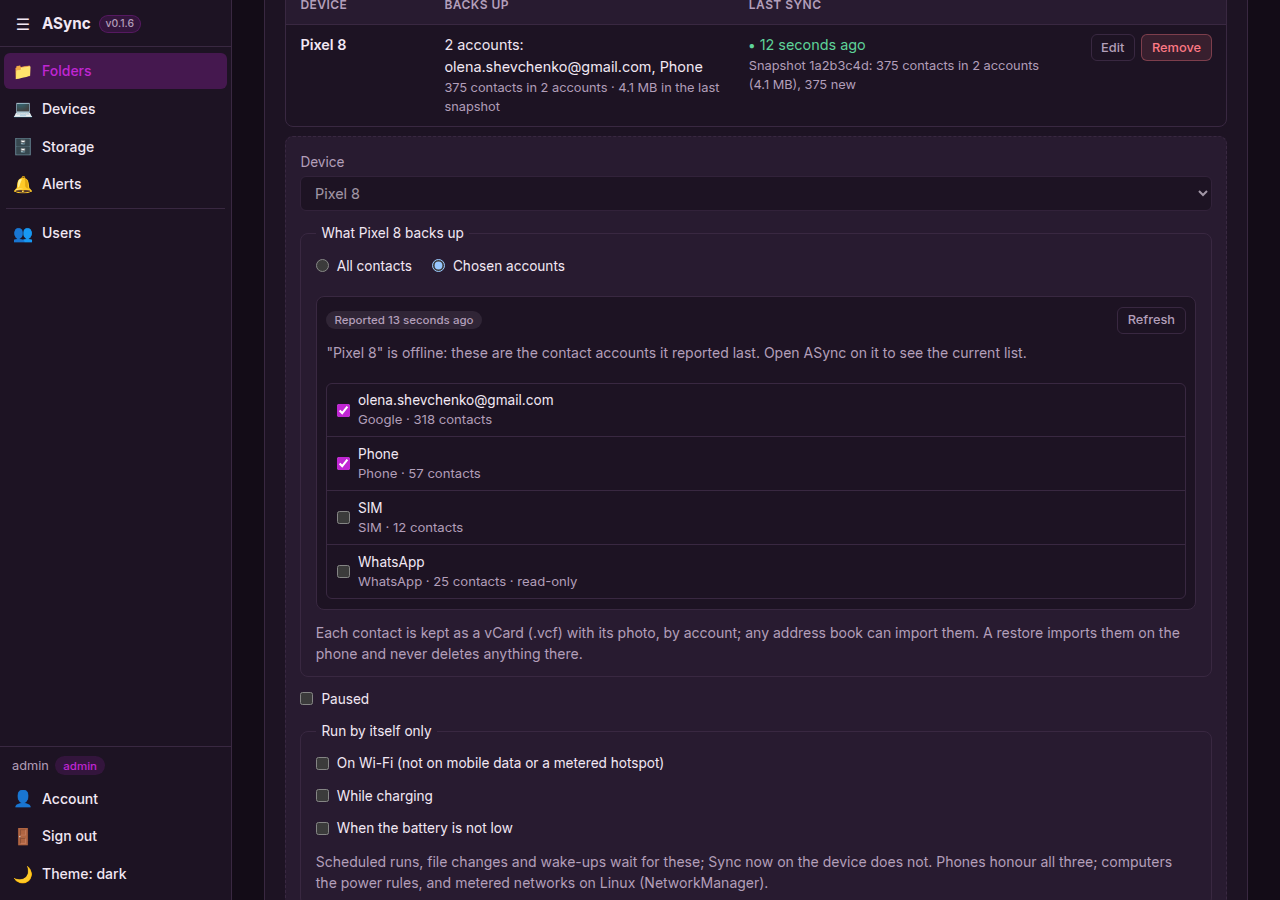 ☰ ASync v0.1.6
Folders
Devices
Storage
Alerts
Users
admin admin
Account
Sign out
Theme: dark
DEVICE BACKS UP LAST SYNC
Pixel 8
2 accounts:
olena.shevchenko@gmail.com, Phone
375 contacts in 2 accounts · 4.1 MB in the last
snapshot
• 12 seconds ago
Snapshot 1a2b3c4d: 375 contacts in 2 accounts
(4.1 MB), 375 new
Edit Remove
Device
Pixel 8
What Pixel 8 backs up
All contacts Chosen accounts
Reported 13 seconds ago Refresh
"Pixel 8" is offline: these are the contact accounts it reported last. Open ASync on it to see the current list.
olena.shevchenko@gmail.com
Google · 318 contacts
Phone
Phone · 57 contacts
SIM
SIM · 12 contacts
WhatsApp
WhatsApp · 25 contacts · read-only
Each contact is kept as a vCard (.vcf) with its photo, by account; any address book can import them. A restore imports them on the
phone and never deletes anything there.
Paused
Run by itself only
On Wi-Fi (not on mobile data or a metered hotspot)
While charging
When the battery is not low
Scheduled runs, file changes and wake-ups wait for these; Sync now on the device does not. Phones honour all three; computers
the power rules, and metered networks on Linux (NetworkManager).